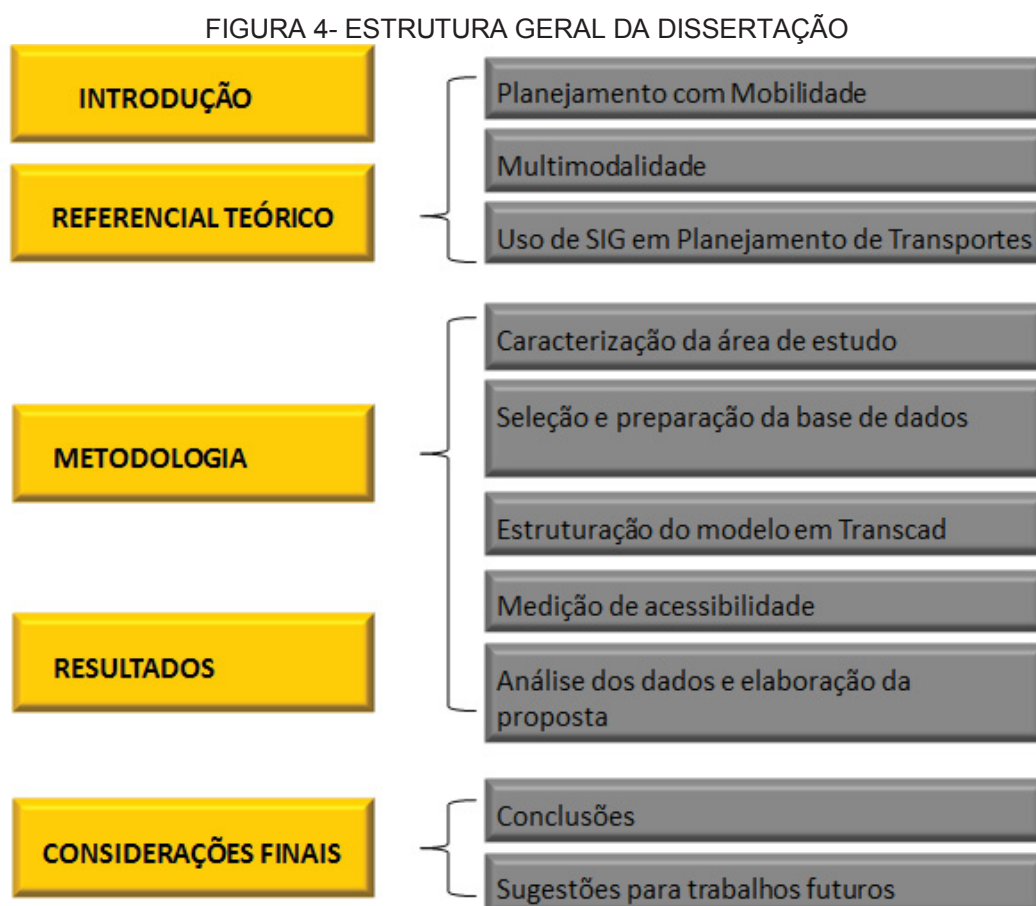 FIGURA 4- ESTRUTURA GERAL DA DISSERTAÇÃO
INTRODUÇÃO
REFERENCIAL TEÓRICO
Planejamento com Mobilidade
Multimodalidade
Uso de SIG em Planejamento de Transportes
METODOLOGIA
RESULTADOS
Caracterização da área de estudo
Seleção e preparação da base de dados
Estruturação do modelo em Transcad
Medição de acessibilidade
Análise dos dados e elaboração da
proposta
CONSIDERAÇÕES FINAIS
Conclusões
Sugestões para trabalhos futuros